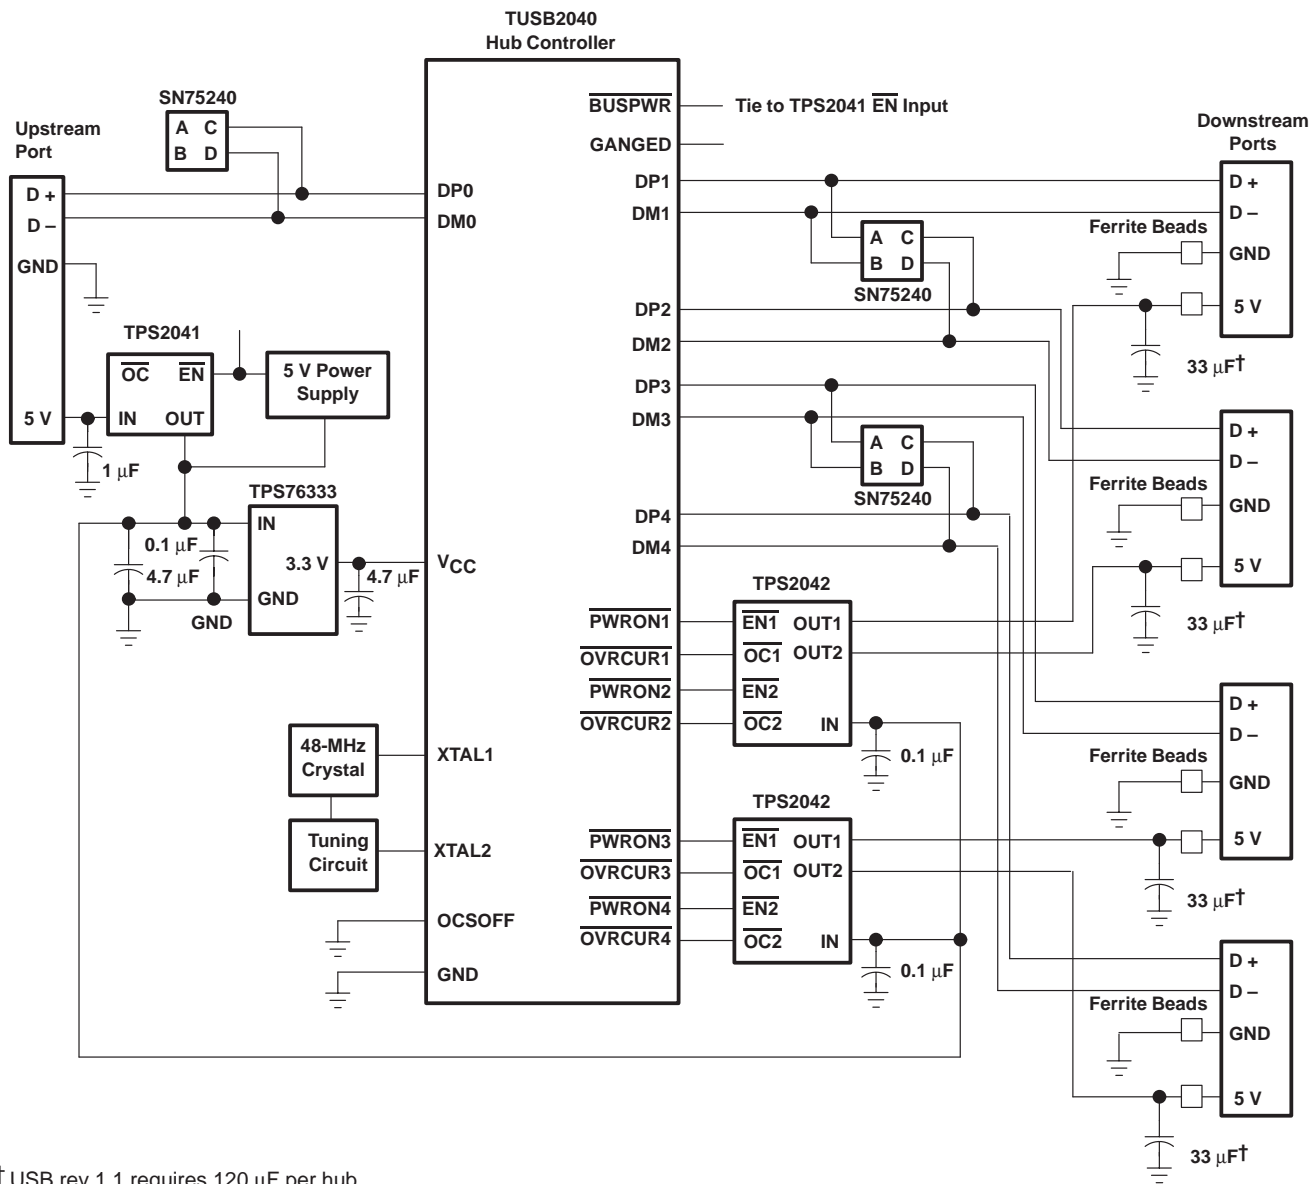 TUSB2040
Hub Controller
SN75240
A C
B D
Upstream
Port
D +
D –
GND
5 V
DP0
DM0
BUSPWR
Tie to TPS2041 EN Input
GANGED
DP1
DM1
A C
B D
SN75240
DP2
DM2
DP3
DM3
A C
B D
SN75240
DP4
DM4
Downstream
Ports
D +
D –
Ferrite Beads
GND
5 V
33 µF†
D +
D –
Ferrite Beads
GND
5 V
33 µF†
D +
D –
Ferrite Beads
GND
5 V
33 µF†
D +
D –
Ferrite Beads
GND
5 V
33 µF†
TPS2041
OC EN
IN OUT
5 V Power
Supply
1 µF
TPS76333
IN
3.3 V
GND
0.1 µF
4.7 µF
GND
4.7 µF
VCC
TPS2042
PWRON1
EN1 OUT1
OVRCUR1
OC1 OUT2
PWRON2
EN2
OVRCUR2
OC2 IN
0.1 µF
48-MHz
Crystal
XTAL1
Tuning
Circuit
XTAL2
TPS2042
PWRON3
EN1 OUT1
OVRCUR3
OC1 OUT2
PWRON4
EN2
OVRCUR4
OC2 IN
0.1 µF
OCSOFF
GND
† USB rev 1.1 requires 120 µF per hub